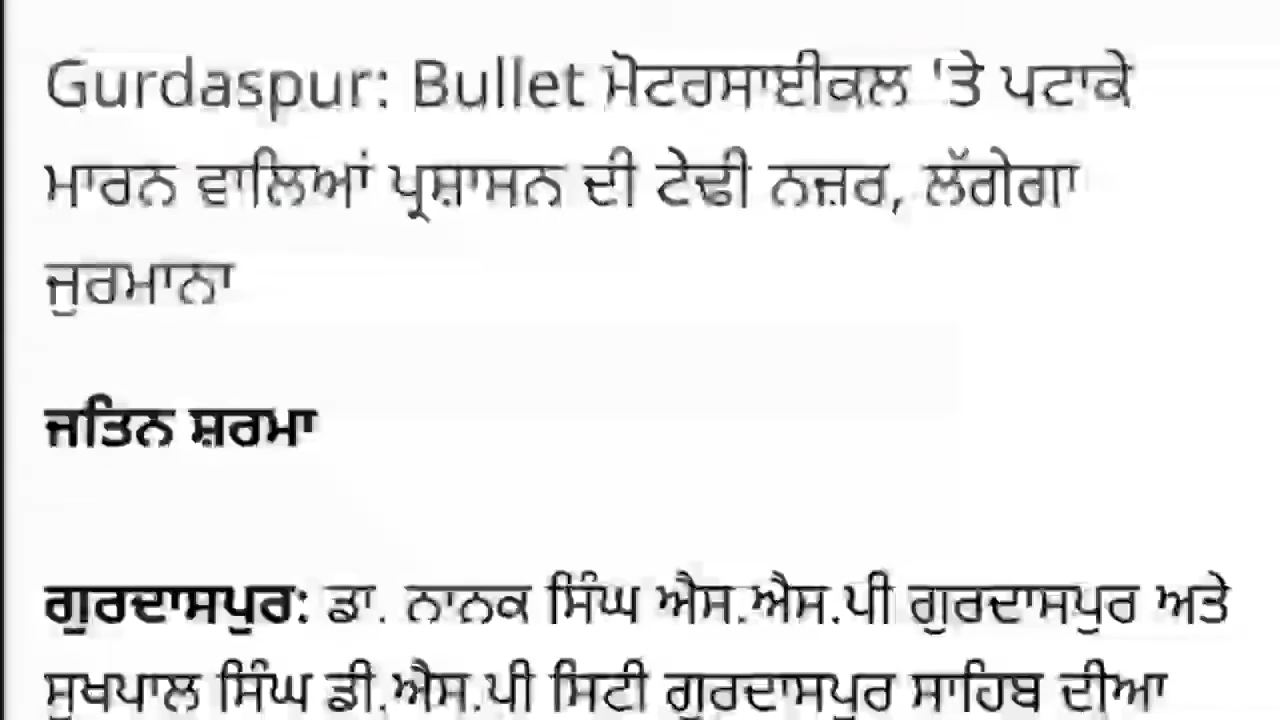 Gurdaspur: Bullet ਮੋਟਰਸਾਈਕਲ 'ਤੇ ਪਟਾਕੇ
ਮਾਰਨ ਵਾਲਿਆਂ ਪ੍ਰਸ਼ਾਸਨ ਦੀ ਟੇਢੀ ਨਜ਼ਰ, ਲੱਗੇਗਾ
ਜੁਰਮਾਨਾ
ਜਤਿਨ ਸ਼ਰਮਾ
ਗੁਰਦਾਸਪੁਰ: ਡਾ. ਨਾਨਕ ਸਿੰਘ ਐਸ.ਐਸ.ਪੀ ਗੁਰਦਾਸਪੁਰ ਅਤੇ
ਸੁਖਪਾਲ ਸਿੰਘ ਡੀ.ਐਸ.ਪੀ ਸਿਟੀ ਗੁਰਦਾਸਪੁਰ ਸਾਹਿਬ ਦੀਆ